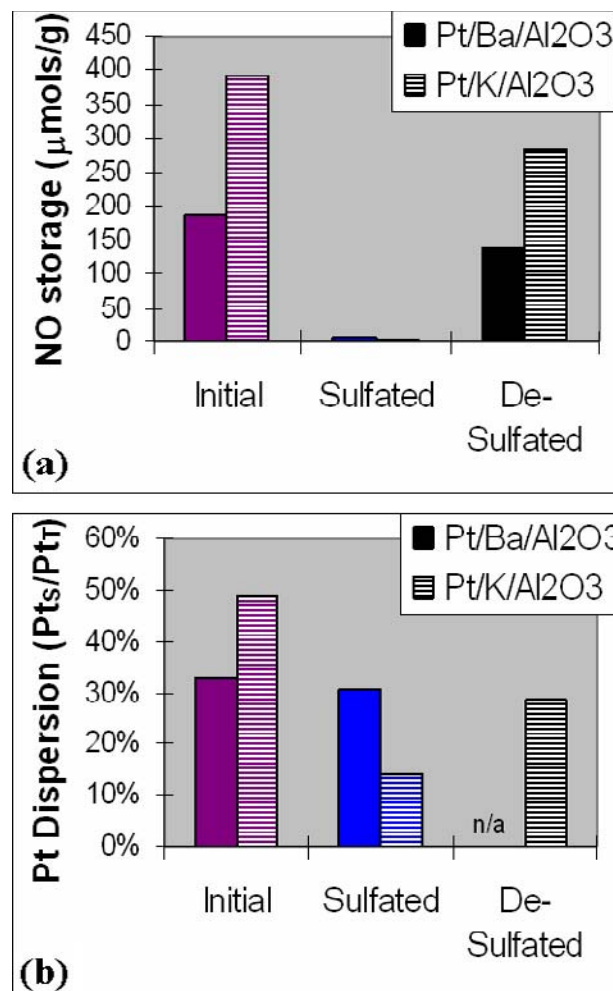 NO storage (μmols/g)
450
400
350
300
250
200
150
100
50
0
Pt/Ba/Al2O3
Pt/K/Al2O3
Initial
Sulfated
De-
Sulfated
(a)
Pt Dispersion (Pts/PtT)
60%
50%
40%
30%
20%
10%
0%
Pt/Ba/Al2O3
Pt/K/Al2O3
n/a
Initial
Sulfated
De-
Sulfated
(b)